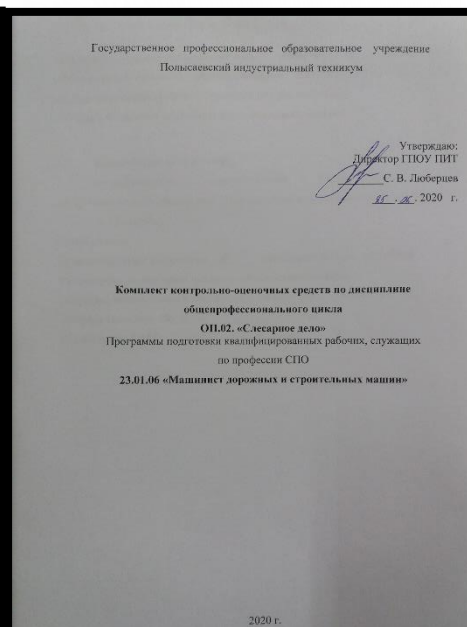 Государственное профессиональное образовательное учреждение
Полысаевский индустриальный техникум
Утверждаю:
Директор ГПОУ ПИТ
С. В. Люберцев
2020 г.
Комплект контрольно-оценочных средств по дисциплине
общепрофессионального цикла
ОП.02. «Слесарное дело»
Программы подготовки квалифицированных рабочих, служащих
по профессии СПО
23.01.06 «Машинист дорожных и строительных машин»
2020 г.